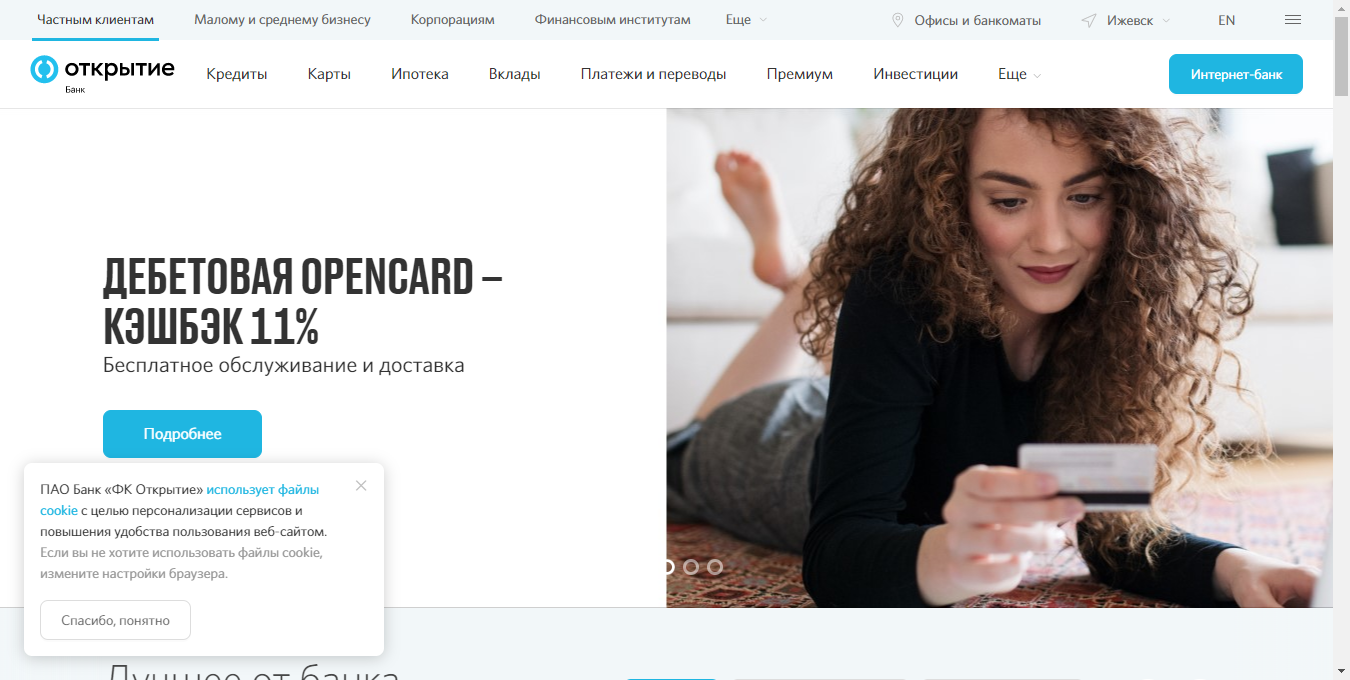 Частным клиентам
Малому и среднему бизнесу
Корпорациям
Финансовым институтам
Еще
Офисы и банкоматы
Ижевск
EN
открытие
Банк
Кредиты
Карты
Ипотека
Вклады
Платежи и переводы
Премиум
Инвестиции
Еще
Интернет-банк
ДЕБЕТОВАЯ OPENCARD –
КЭШБЭК 11%
Бесплатное обслуживание и доставка
Подробнее
ПАО Банк «ФК Открытие» использует файлы
cookie с целью персонализации сервисов и
повышения удобства пользования веб-сайтом.
Если вы не хотите использовать файлы cookie,
измените настройки браузера.
Спасибо, понятно
Лучшее от банка